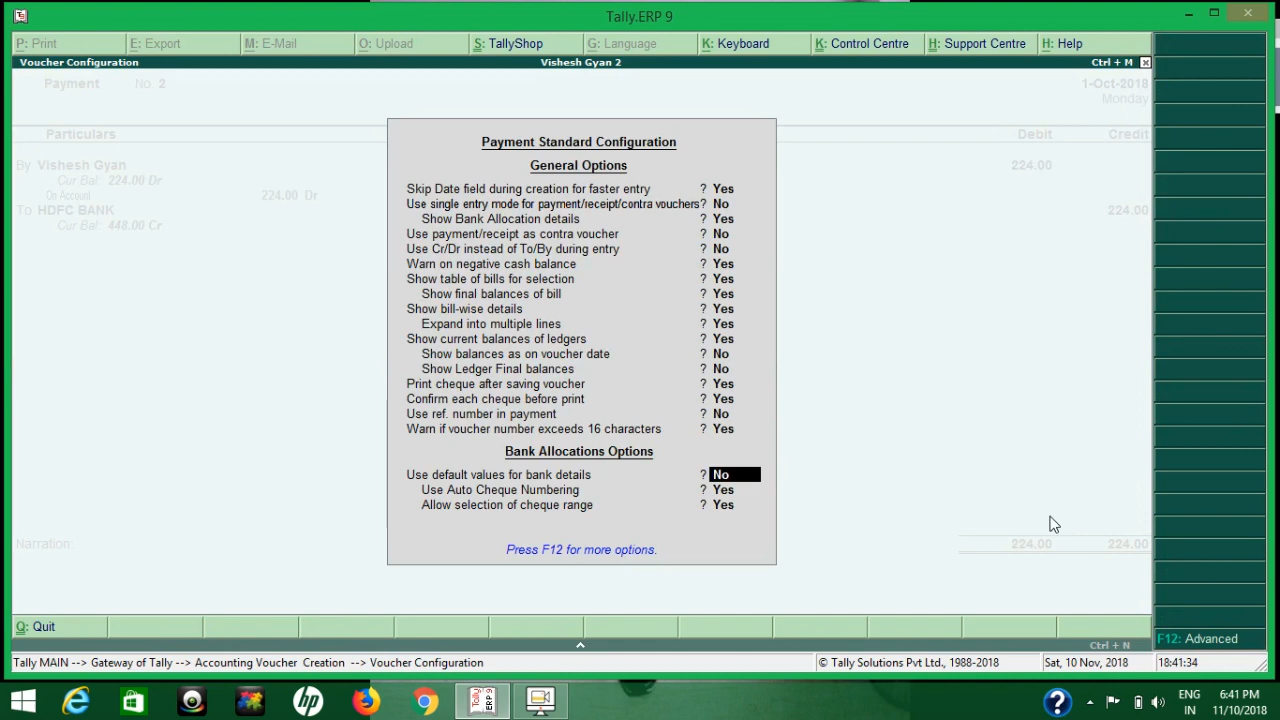 Tally.ERP 9
P: Print E: Export M: E-Mail O: Upload S: TallyShop G: Language K: Keyboard K: Control Centre H: Support Centre H: Help
Voucher Configuration Vishesh Gyan 2 Ctrl + M
Payment No. 2 1-Oct-2018
Monday
Particulars Debit Credit
By Vishesh Gyan 224.00
Cur Bal: 224.00 Dr
On Account 224.00 Dr
To HDFC BANK 224.00
Cur Bal: 448.00 Cr
Payment Standard Configuration
General Options
Skip Date field during creation for faster entry ? Yes
Use single entry mode for payment/receipt/contra vouchers? No
Show Bank Allocation details ? Yes
Use payment/receipt as contra voucher ? No
Use Cr/Dr instead of To/By during entry ? No
Warn on negative cash balance ? Yes
Show table of bills for selection ? Yes
Show final balances of bill ? Yes
Show bill-wise details ? Yes
Expand into multiple lines ? Yes
Show current balances of ledgers ? Yes
Show balances as on voucher date ? No
Show Ledger Final balances ? No
Print cheque after saving voucher ? Yes
Confirm each cheque before print ? Yes
Use ref. number in payment ? No
Warn if voucher number exceeds 16 characters ? Yes
Bank Allocations Options
Use default values for bank details ? No
Use Auto Cheque Numbering ? Yes
Allow selection of cheque range ? Yes
Press F12 for more options.
Narration: 224.00 224.00
Q: Quit
F12: Advanced
Ctrl + N
Tally MAIN --> Gateway of Tally --> Accounting Voucher Creation --> Voucher Configuration © Tally Solutions Pvt Ltd., 1988-2018 Sat, 10 Nov, 2018 18:41:34
hp Tally ERP 9 ENG 6:41 PM
IN 11/10/2018